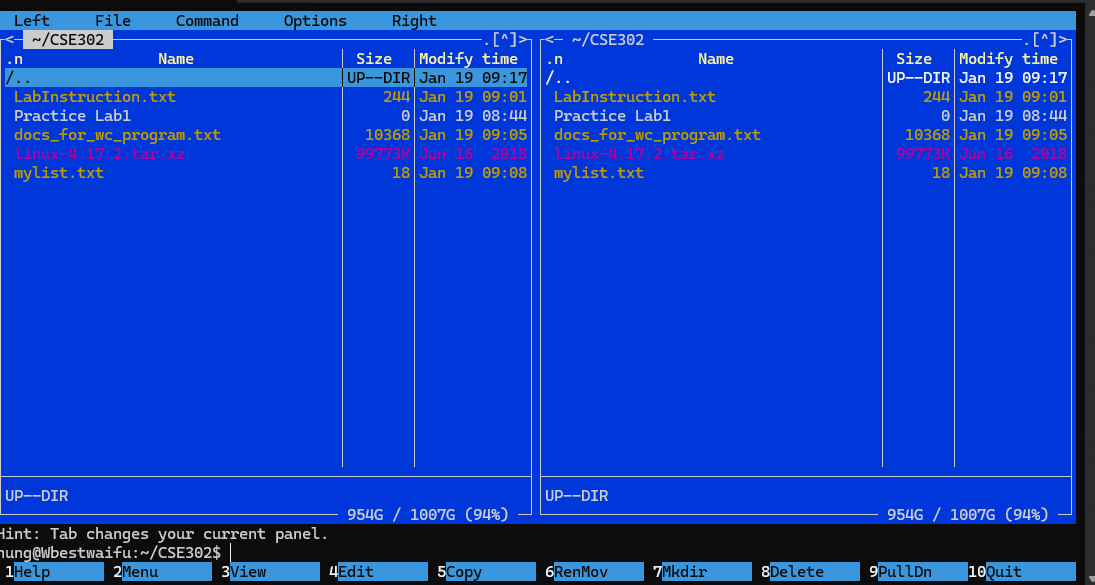 Left File Command Options Right
<─ ~/CSE302 ─.[^]>┐ <─ ~/CSE302 ─.[^]>
.n Name Size Modify time .n Name Size Modify time
/.. UP--DIR Jan 19 09:17 /.. UP--DIR Jan 19 09:17
LabInstruction.txt 244 Jan 19 09:01 LabInstruction.txt 244 Jan 19 09:01
Practice Lab1 0 Jan 19 08:44 Practice Lab1 0 Jan 19 08:44
docs_for_wc_program.txt 10368 Jan 19 09:05 docs_for_wc_program.txt 10368 Jan 19 09:05
linux-4.17.2.tar.xz 99773K Jun 16 2018 linux-4.17.2.tar.xz 99773K Jun 16 2018
mylist.txt 18 Jan 19 09:08 mylist.txt 18 Jan 19 09:08
UP--DIR UP--DIR
954G / 1007G (94%) 954G / 1007G (94%)
Hint: Tab changes your current panel.
hung@Wbestwaifu:~/CSE302$
1Help 2Menu 3View 4Edit 5Copy 6RenMov 7Mkdir 8Delete 9PullDn 10Quit